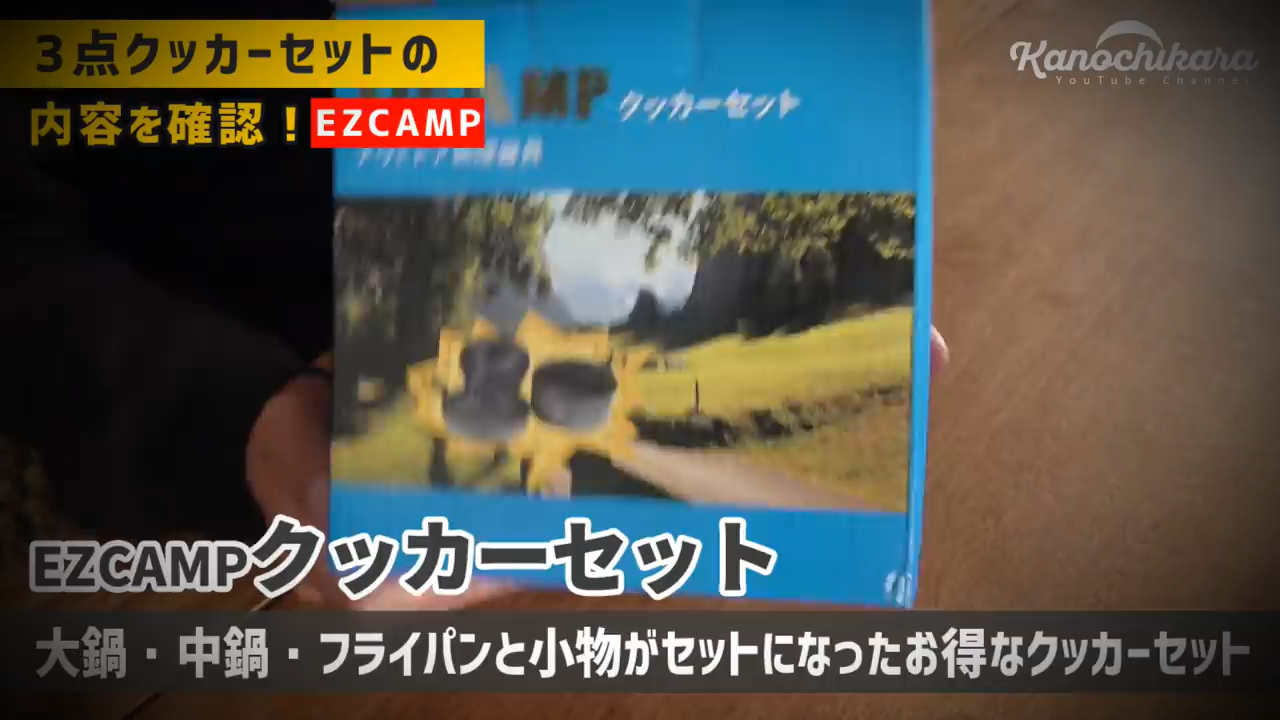 3点クッカーセットの
内容を確認！EZCAMP
Kanochikara
YouTube Channel
MP クッカーセット
EZCAMPクッカーセット
大鍋・中鍋・フライパンと小物がセットになったお得なクッカーセット